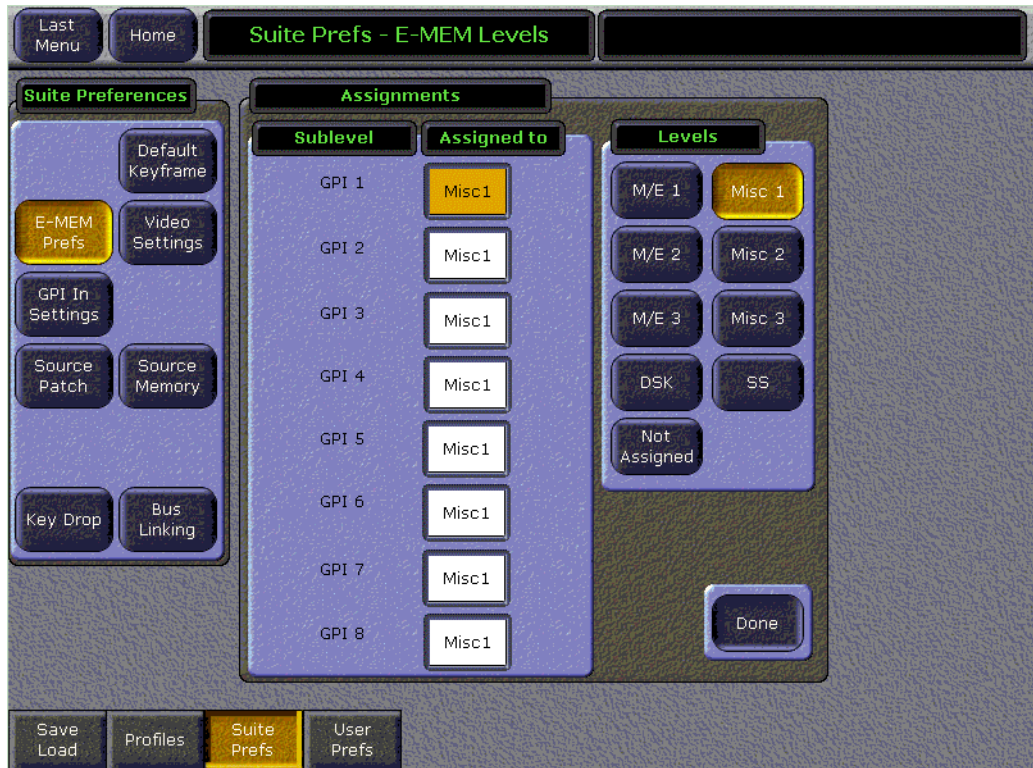 Last
Menu
Home
Suite Prefs - E-MEM Levels
Suite Preferences
Default
Keyframe
E-MEM
Prefs
Video
Settings
GPI In
Settings
Source
Patch
Source
Memory
Key Drop
Bus
Linking
Assignments
Sublevel
Assigned to
GPI 1
Misc1
GPI 2
Misc1
GPI 3
Misc1
GPI 4
Misc1
GPI 5
Misc1
GPI 6
Misc1
GPI 7
Misc1
GPI 8
Misc1
Levels
M/E 1
Misc 1
M/E 2
Misc 2
M/E 3
Misc 3
DSK
SS
Not
Assigned
Done
Save
Load
Profiles
Suite
Prefs
User
Prefs